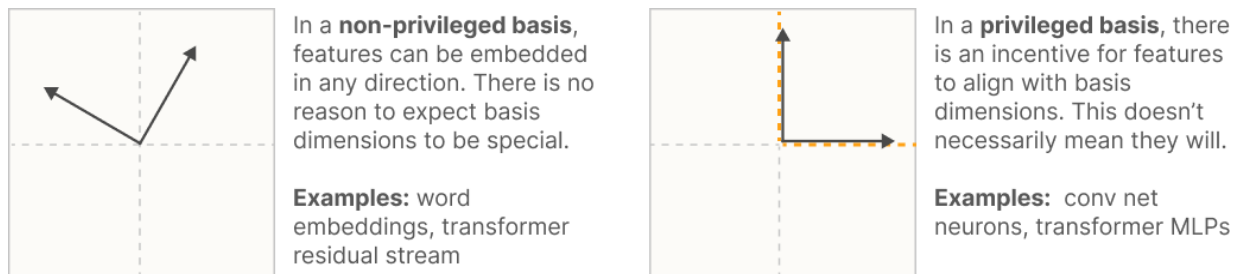 In a non-privileged basis,
features can be embedded
in any direction. There is no
reason to expect basis
dimensions to be special.
Examples: word
embeddings, transformer
residual stream
In a privileged basis, there
is an incentive for features
to align with basis
dimensions. This doesn’t
necessarily mean they will.
Examples:  conv net
neurons, transformer MLPs